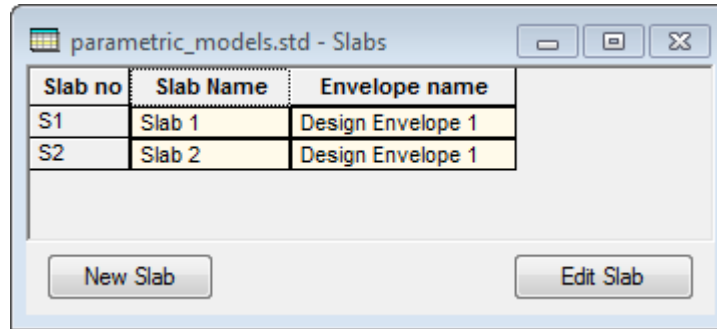 parametric_models.std - Slabs
Slab no Slab Name Envelope name
S1 Slab 1 Design Envelope 1
S2 Slab 2 Design Envelope 1
New Slab Edit Slab